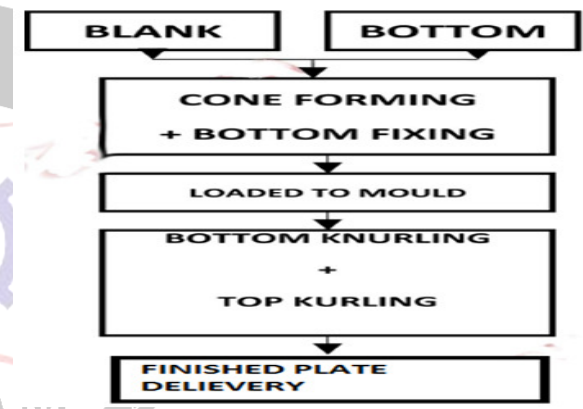 BLANK
BOTTOM
CONE FORMING
+ BOTTOM FIXING
LOADED TO MOULD
BOTTOM KNURLING
+
TOP KURLING
FINISHED PLATE
DELIEVERY